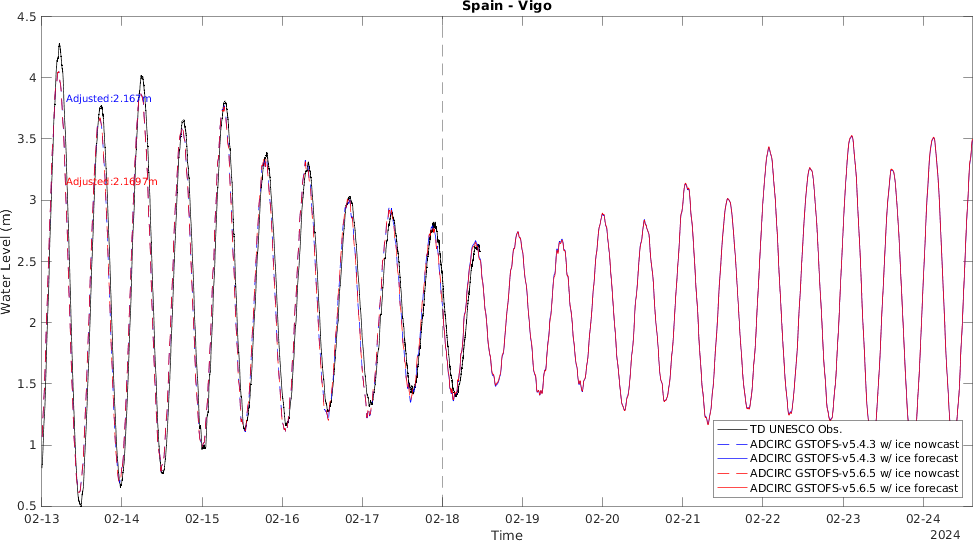 Spain - Vigo
4.5
4
3.5
3
2.5
2
1.5
1
0.5
Water Level (m)
Adjusted:2.167m
Adjusted:2.1697m
TD UNESCO Obs.
ADCIRC GSTOFS-v5.4.3 w/ ice nowcast
ADCIRC GSTOFS-v5.4.3 w/ ice forecast
ADCIRC GSTOFS-v5.6.5 w/ ice nowcast
ADCIRC GSTOFS-v5.6.5 w/ ice forecast
02-13 02-14 02-15 02-16 02-17 02-18 02-19 02-20 02-21 02-22 02-23 02-24
Time
2024